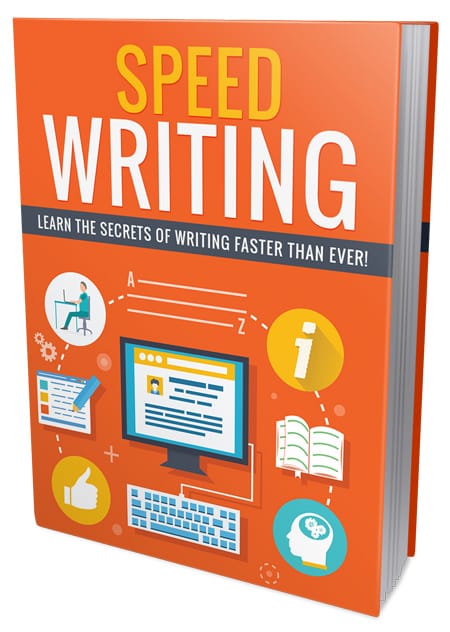 SPEED
WRITING
LEARN THE SECRETS OF WRITING FASTER THAN EVER!
A
Z
i